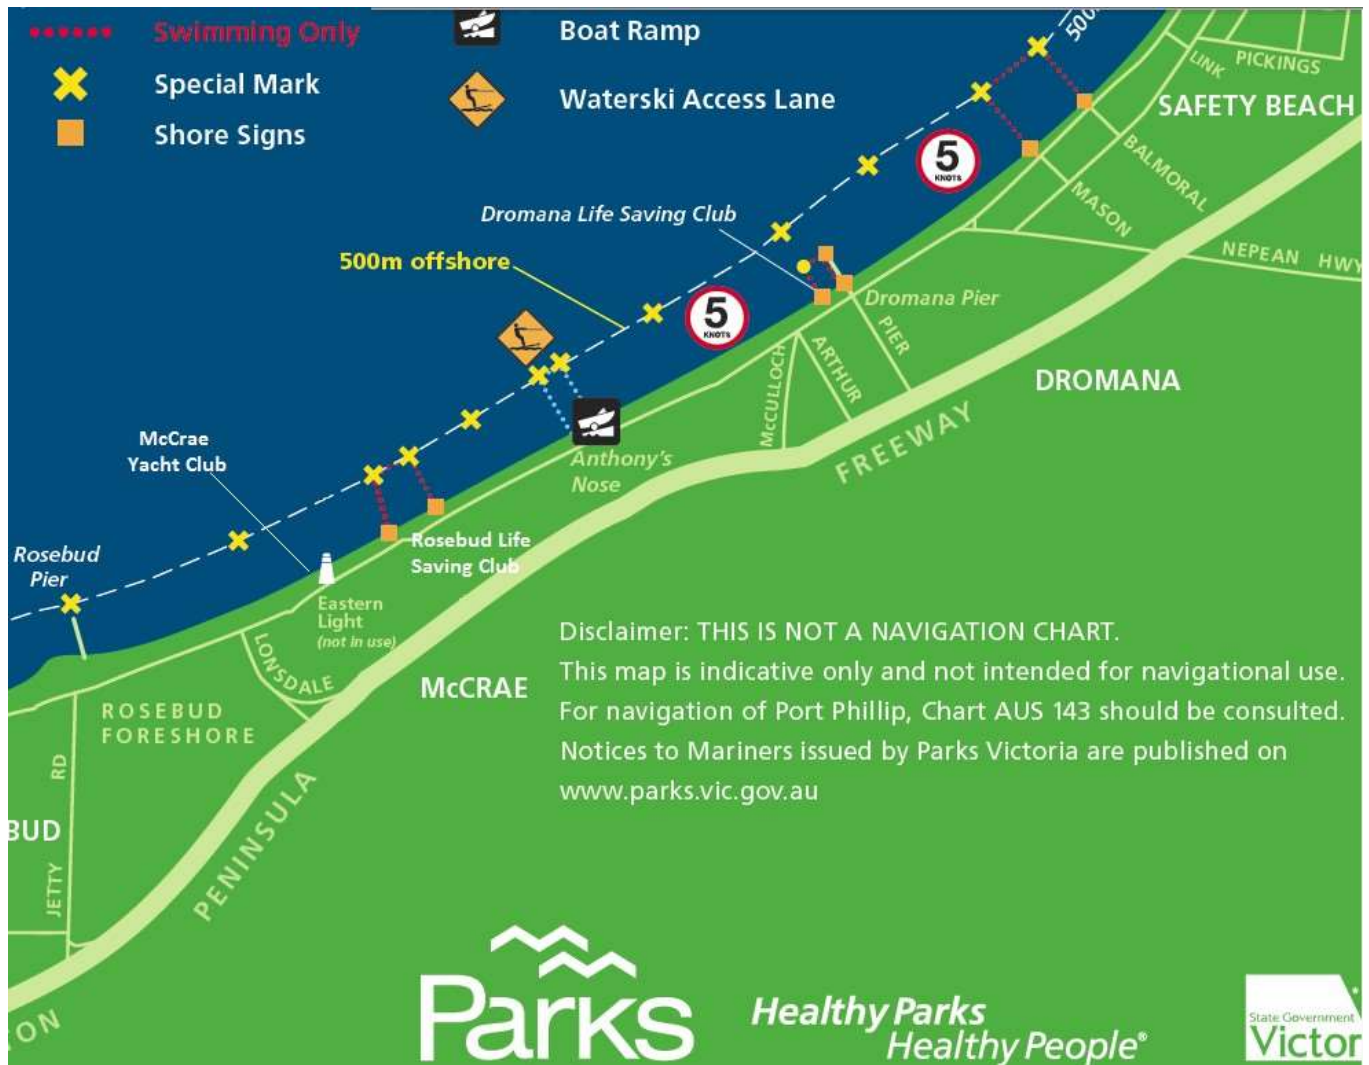 Swimming Only
Special Mark
Shore Signs
Boat Ramp
Waterski Access Lane
500
LINK
PICKINGS
SAFETY BEACH
5
KNOTS
BALMORAL
MASON
NEPEAN HWY
Dromana Life Saving Club
500m offshore
5
KNOTS
Dromana Pier
PIER
ARTHUR
McCULLOCH
DROMANA
FREEWAY
McCrae
Yacht Club
Anthony's
Nose
Rosebud
Pier
Rosebud Life
Saving Club
Eastern
Light
(not in use)
LONSDALE
McCRAE
ROSEBUD
FORESHORE
JETTY RD
BUD
PENINSULA
TON
Disclaimer: THIS IS NOT A NAVIGATION CHART.
This map is indicative only and not intended for navigational use.
For navigation of Port Phillip, Chart AUS 143 should be consulted.
Notices to Mariners issued by Parks Victoria are published on
www.parks.vic.gov.au
Parks
Healthy Parks
Healthy People®
State Government
Victor